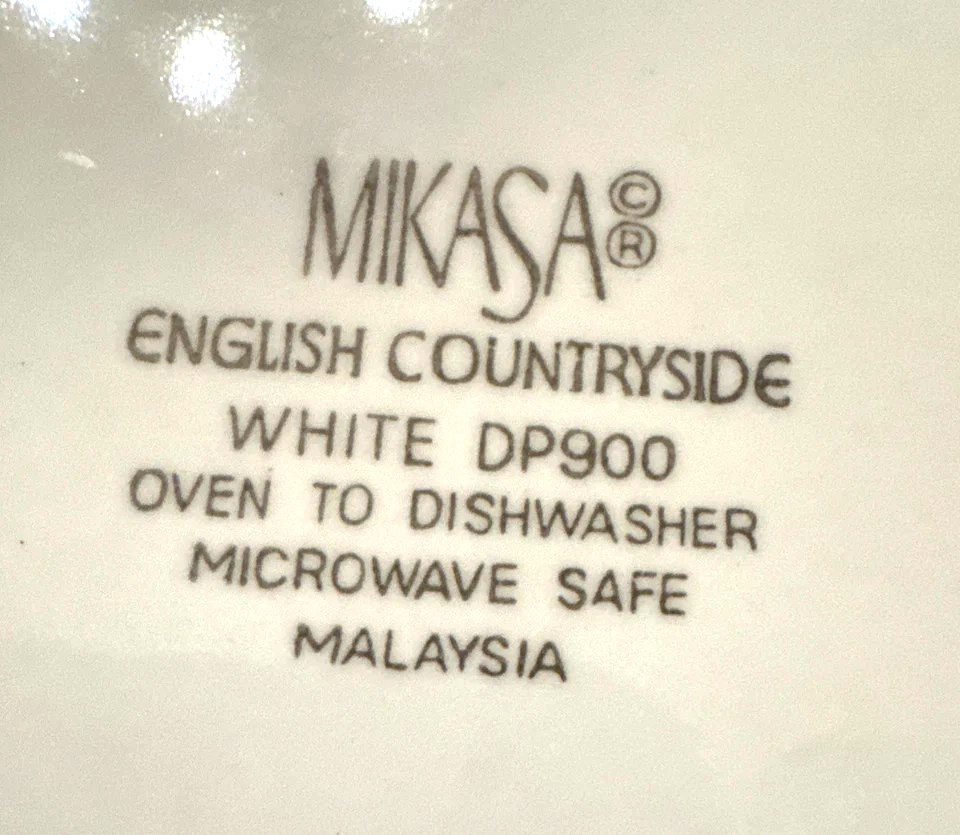 MIKASA©®
ENGLISH COUNTRYSIDE
WHITE DP900
OVEN TO DISHWASHER
MICROWAVE SAFE
MALAYSIA